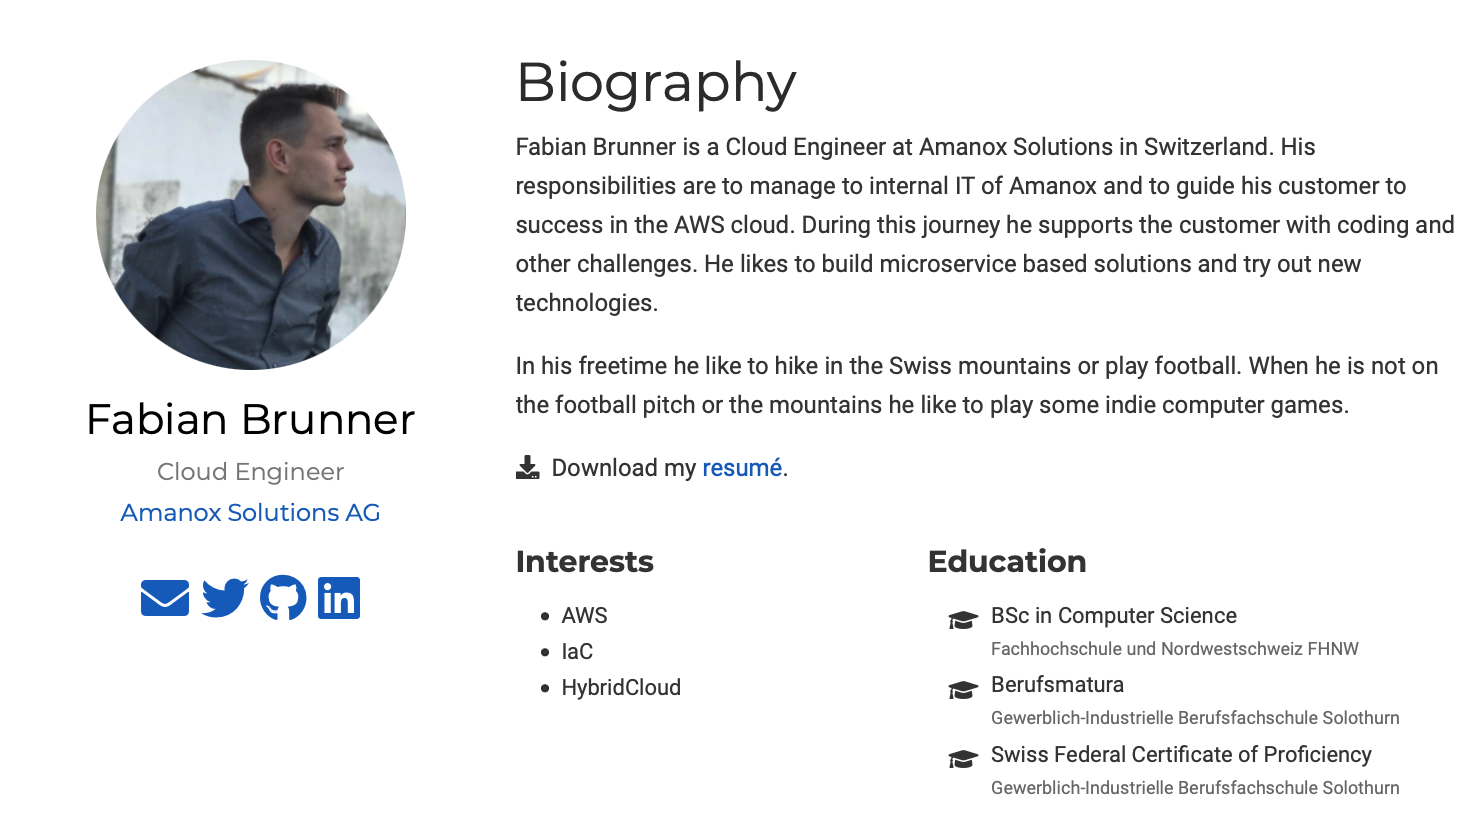 Biography
Fabian Brunner is a Cloud Engineer at Amanox Solutions in Switzerland. His
responsibilities are to manage to internal IT of Amanox and to guide his customer to
success in the AWS cloud. During this journey he supports the customer with coding and
other challenges. He likes to build microservice based solutions and try out new
technologies.
In his freetime he like to hike in the Swiss mountains or play football. When he is not on
the football pitch or the mountains he like to play some indie computer games.
Download my resumé.
Fabian Brunner
Cloud Engineer
Amanox Solutions AG
in
Interests
AWS
IaC
HybridCloud
Education
BSc in Computer Science
Fachhochschule und Nordwestschweiz FHNW
Berufsmatura
Gewerblich-Industrielle Berufsfachschule Solothurn
Swiss Federal Certificate of Proficiency
Gewerblich-Industrielle Berufsfachschule Solothurn